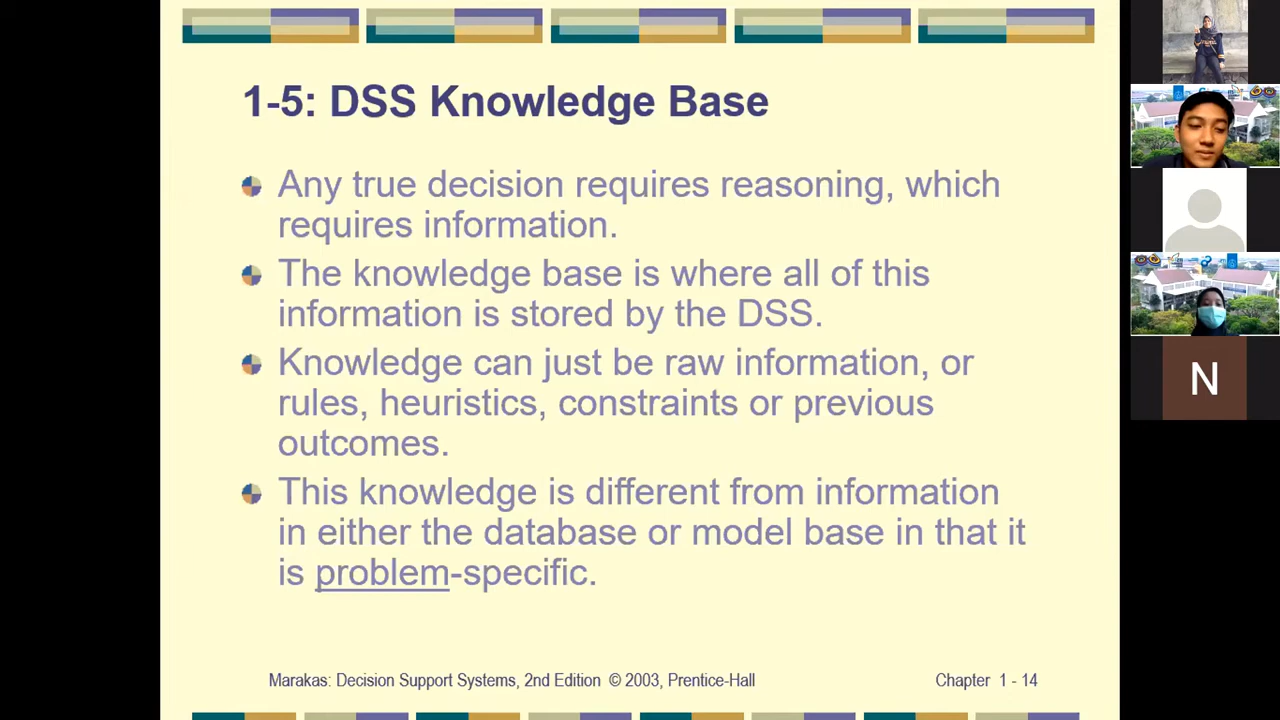 1-5: DSS Knowledge Base
Any true decision requires reasoning, which
requires information.
The knowledge base is where all of this
information is stored by the DSS.
Knowledge can just be raw information, or
rules, heuristics, constraints or previous
outcomes.
This knowledge is different from information
in either the database or model base in that it
is problem-specific.
Marakas: Decision Support Systems, 2nd Edition © 2003, Prentice-Hall
Chapter 1 - 14
N